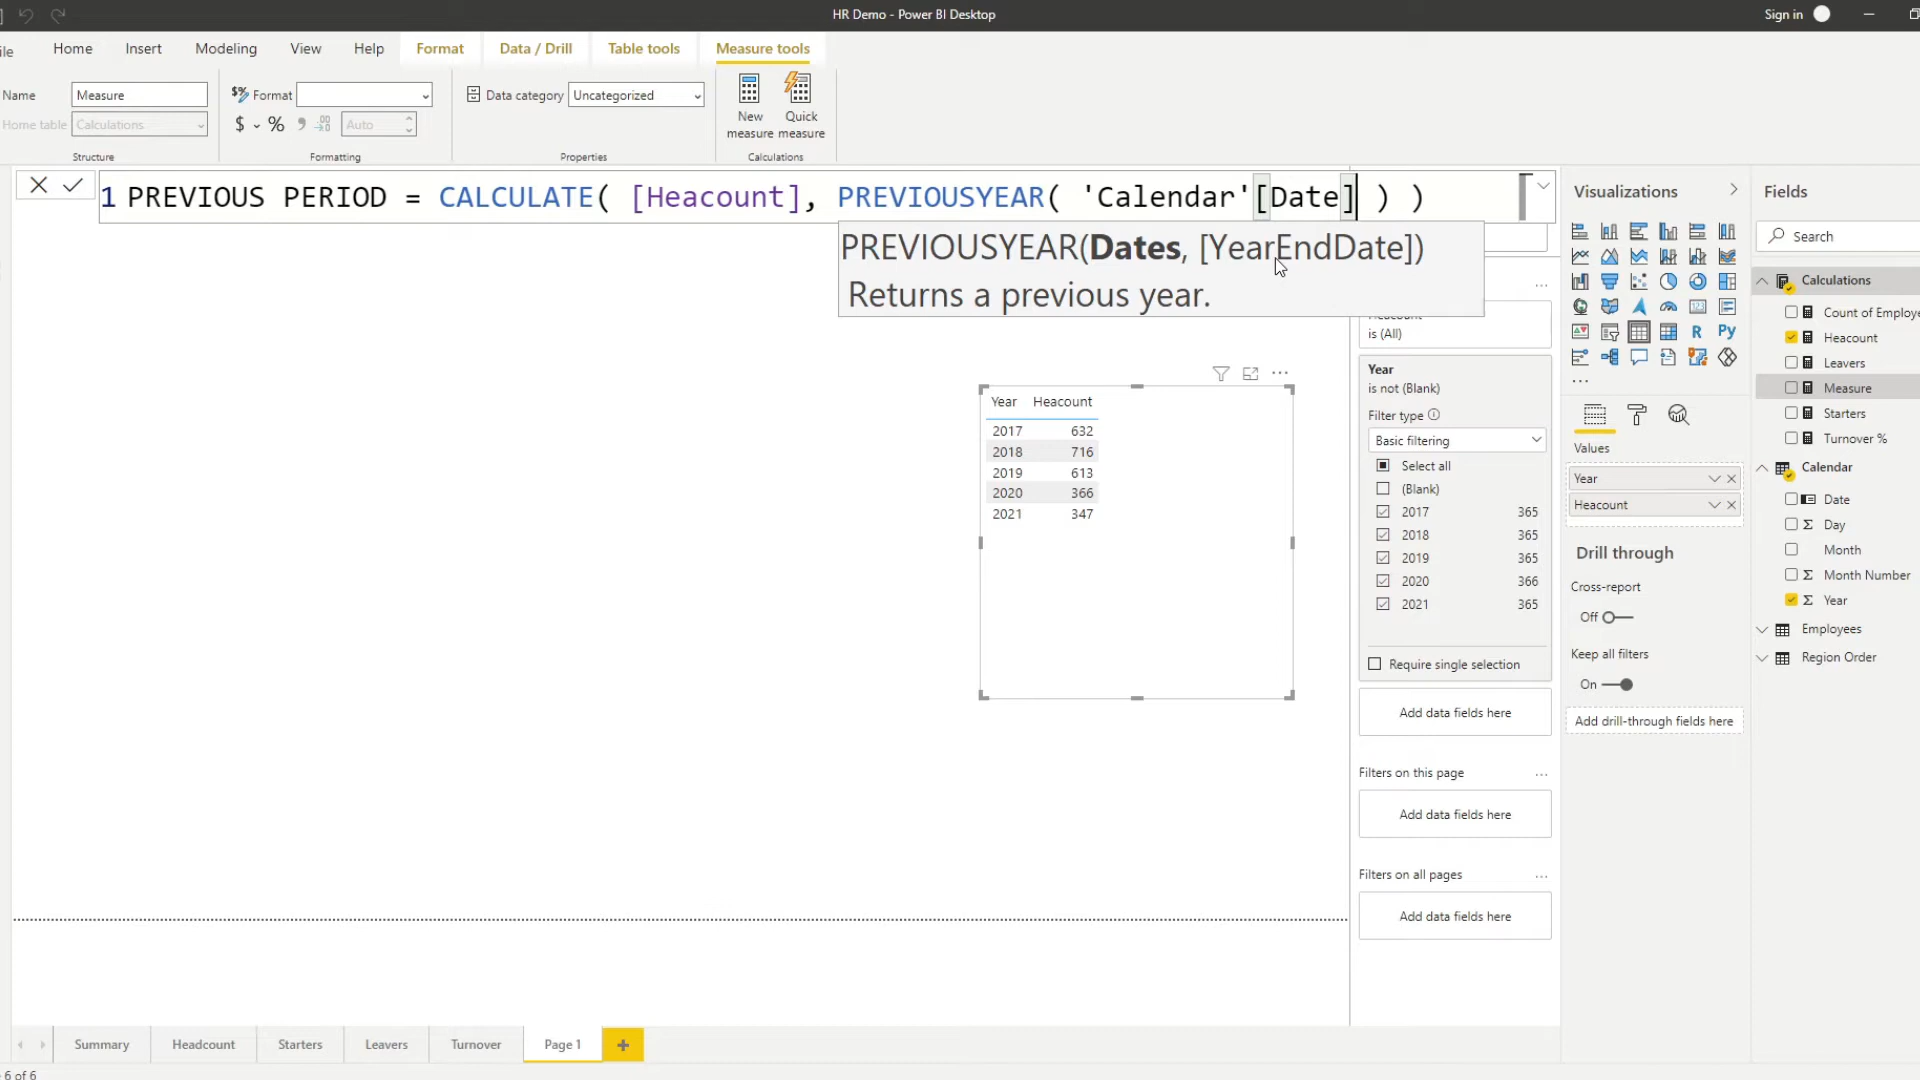 HR Demo - Power BI Desktop
Sign in
ile
Home
Insert
Modeling
View
Help
Format
Data / Drill
Table tools
Measure tools
Name
Measure
Home table
Calculations
Structure
$% Format
$ % 9 .00
Auto
Formatting
Data category
Uncategorized
Properties
New measure
Quick measure
Calculations
1 PREVIOUS PERIOD = CALCULATE( [Heacount], PREVIOUSYEAR( 'Calendar'[Date] ) )
PREVIOUSYEAR(Dates, [YearEndDate])
Returns a previous year.
is (All)
Year
is not (Blank)
Filter type
Basic filtering
Select all
(Blank)
2017 365
2018 365
2019 365
2020 366
2021 365
Require single selection
Add data fields here
Filters on this page
Add data fields here
Filters on all pages
Add data fields here
Year Heacount
2017 632
2018 716
2019 613
2020 366
2021 347
Visualizations
R Py
Values
Year
Heacount
Drill through
Cross-report
Off
Keep all filters
On
Add drill-through fields here
Fields
Search
Calculations
Count of Employe
Heacount
Leavers
Measure
Starters
Turnover %
Calendar
Date
Σ Day
Month
Σ Month Number
Σ Year
Employees
Region Order
Summary
Headcount
Starters
Leavers
Turnover
Page 1
6 of 6